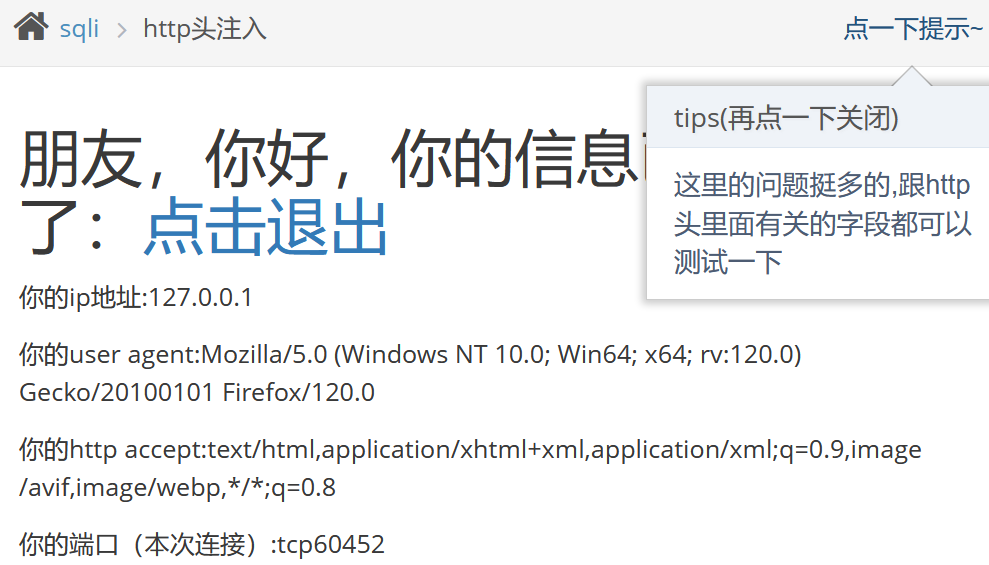 sqli > http头注入
点一下提示~
tips(再点一下关闭)
这里的问题挺多的,跟http
头里面有关的字段都可以
测试一下
朋友，你好，你的信息
了：点击退出
你的ip地址:127.0.0.1
你的user agent:Mozilla/5.0 (Windows NT 10.0; Win64; x64; rv:120.0)
Gecko/20100101 Firefox/120.0
你的http accept:text/html,application/xhtml+xml,application/xml;q=0.9,image
/avif,image/webp,*/*;q=0.8
你的端口（本次连接）:tcp60452